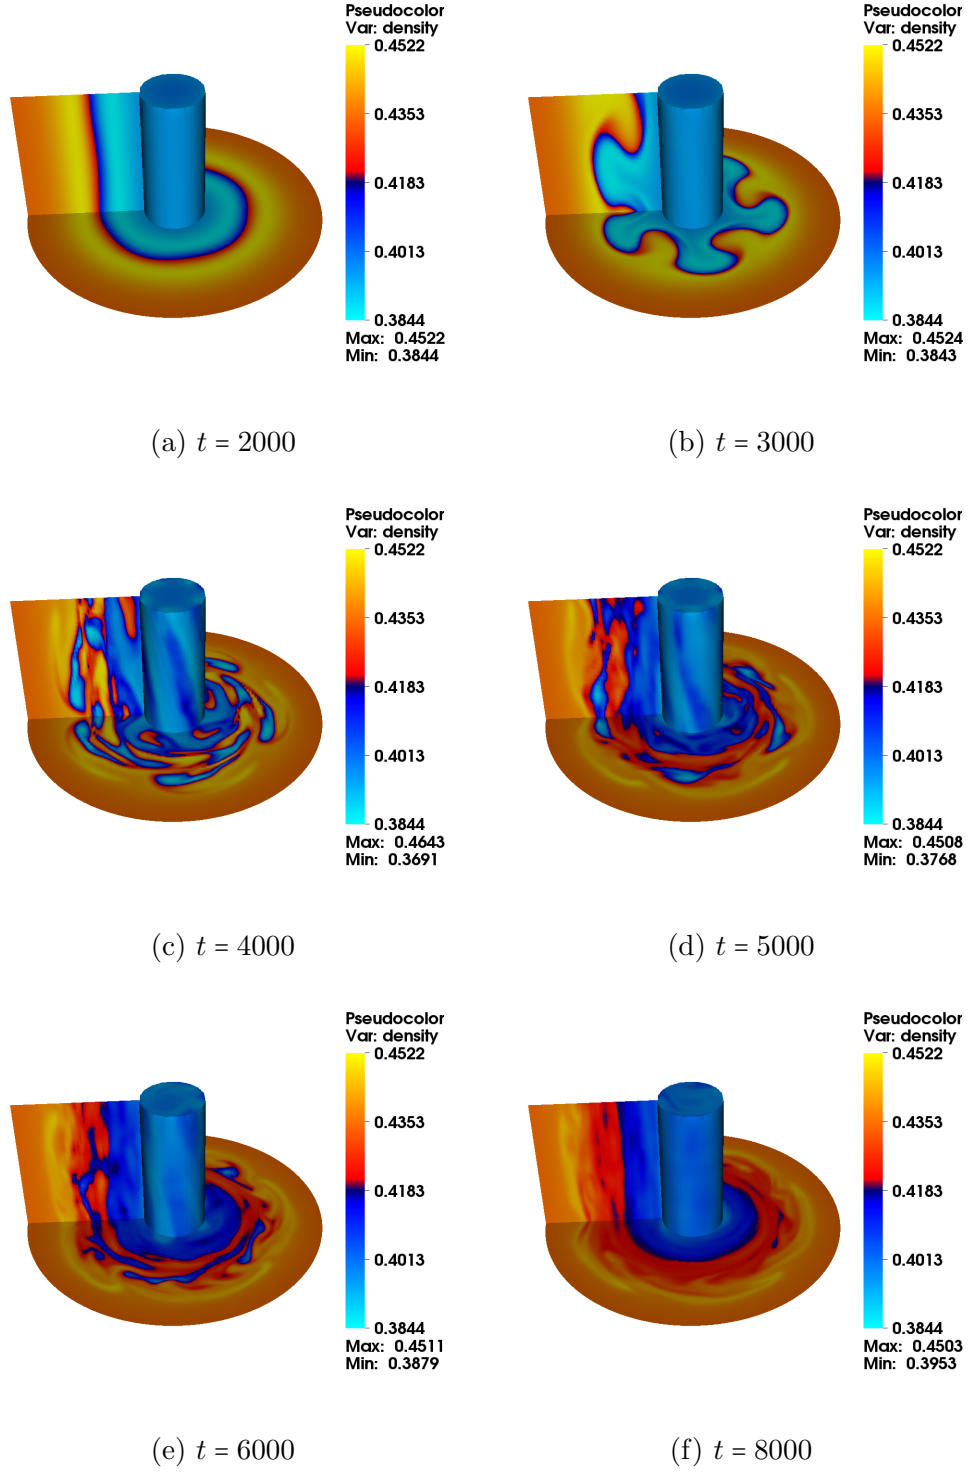 Pseudocolor
Var: density
0.4522
0.4353
0.4183
0.4013
0.3844
Max: 0.4522
Min: 0.3844
(a) t = 2000
Pseudocolor
Var: density
0.4522
0.4353
0.4183
0.4013
0.3844
Max: 0.4524
Min: 0.3843
(b) t = 3000
Pseudocolor
Var: density
0.4522
0.4353
0.4183
0.4013
0.3844
Max: 0.4643
Min: 0.3691
(c) t = 4000
Pseudocolor
Var: density
0.4522
0.4353
0.4183
0.4013
0.3844
Max: 0.4508
Min: 0.3768
(d) t = 5000
Pseudocolor
Var: density
0.4522
0.4353
0.4183
0.4013
0.3844
Max: 0.4511
Min: 0.3879
(e) t = 6000
Pseudocolor
Var: density
0.4522
0.4353
0.4183
0.4013
0.3844
Max: 0.4503
Min: 0.3953
(f) t = 8000